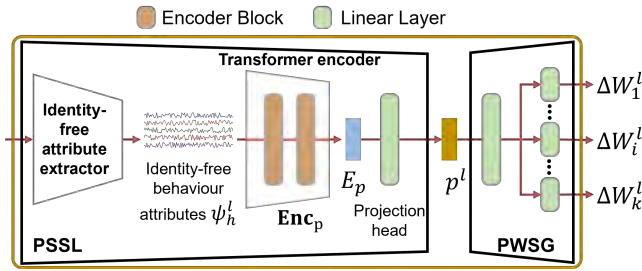 Encoder Block
Linear Layer
Transformer encoder
Identity-
free
attribute
extractor
Identity-free
behaviour
attributes ψ_h^l
Enc_p
E_p
Projection
head
p^l
ΔW_1^l
ΔW_i^l
ΔW_k^l
PSSL
PWSG